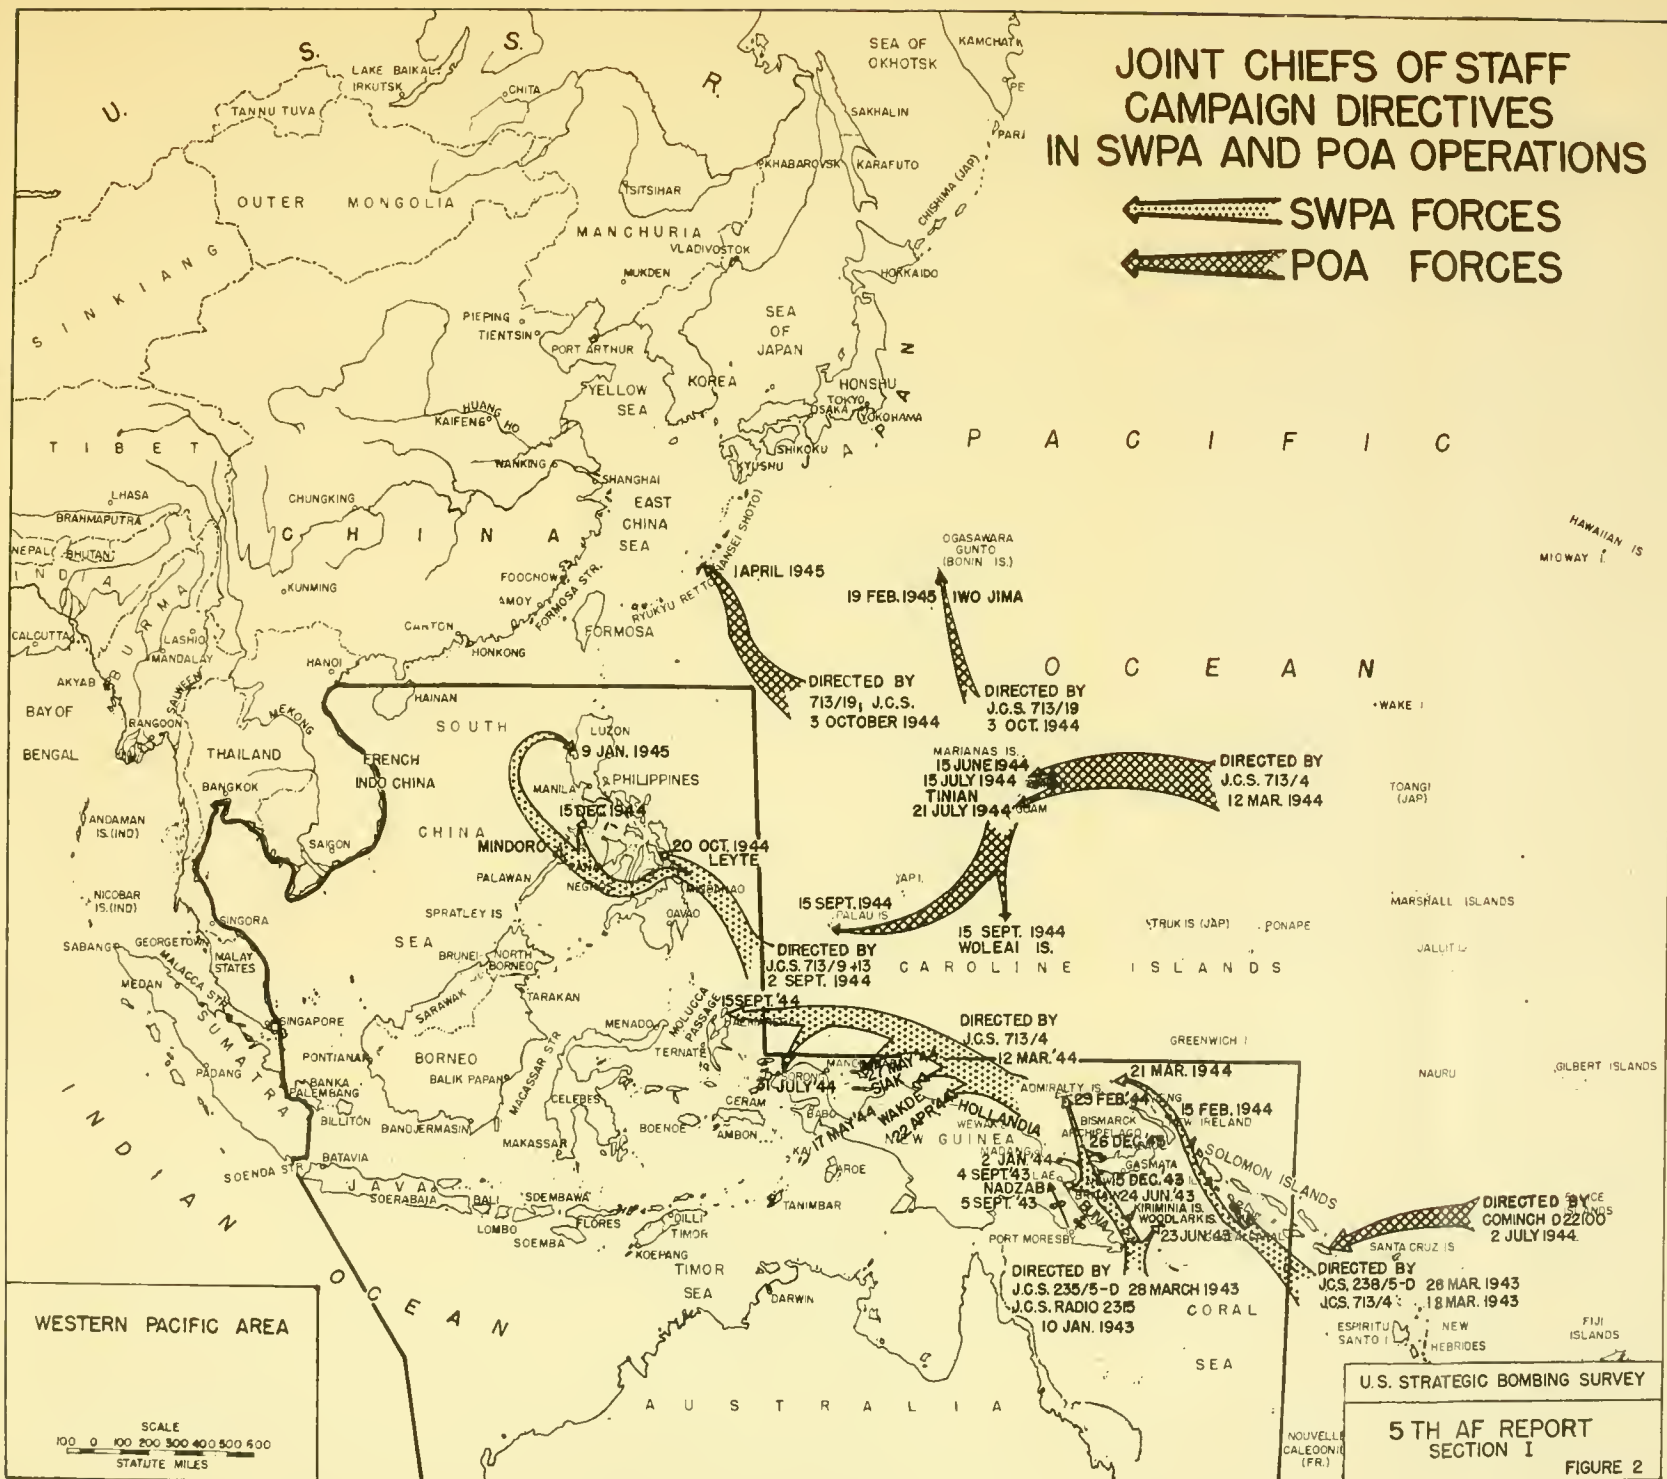 JOINT CHIEFS OF STAFF
CAMPAIGN DIRECTIVES
IN SWPA AND POA OPERATIONS
SWPA FORCES
POA FORCES
U. S. S. R.
LAKE BAIKAL
IRKUTSK
CHITA
TANNU TUVA
SEA OF
OKHOTSK
SAKHALIN
KHABAROVSK
KARAFUTO
CHISHIMA (JAP)
OUTER MONGOLIA
TSITSIHAR
MANCHURIA
VLADIVOSTOK
MUKDEN
HOKKAIDO
SINKIANG
PIEPING
TIENTSIN
PORT ARTHUR
SEA
OF
JAPAN
YELLOW
SEA
KOREA
HONSHU
TOKYO
OSAKA
YOKOHAMA
SHIKOKU
KYUSHU
JAPAN
HUANG HO
KAIFENG
NANKING
SHANGHAI
TIBET
LHASA
BRAHMAPUTRA
CHUNGKING
CHINA
EAST
CHINA
SEA
PACIFIC
OCEAN
NEPAL
BHUTAN
INDIA
KUNMING
FOOCHOW
AMOY
FORMOSA STR.
FORMOSA
RYUKYU RETTO (NANSEI SHOTO)
1 APRIL 1945
OGASAWARA
GUNTO
(BONIN IS.)
19 FEB. 1945 IWO JIMA
HAWAIIAN IS
MIDWAY I.
CALCUTTA
BURMA
LASHIO
MANDALAY
AKYAB
SALWEEN
CANTON
HONKONG
HANOI
HAINAN
BAY OF
BENGAL
RANGOON
MEKONG
THAILAND
BANGKOK
FRENCH
INDO CHINA
SAIGON
SOUTH
CHINA
SEA
DIRECTED BY
713/19, J.C.S.
3 OCTOBER 1944
DIRECTED BY
J.C.S. 713/19
3 OCT. 1944
WAKE I
LUZON
9 JAN. 1945
MANILA
PHILIPPINES
15 DEC. 1944
MINDORO
20 OCT. 1944
LEYTE
PALAWAN
NEGROS
MINDANAO
DAVAO
MARIANAS IS.
15 JUNE 1944
15 JULY 1944
TINIAN
21 JULY 1944
GUAM
DIRECTED BY
J.C.S. 713/4
12 MAR. 1944
TOANGI
(JAP)
ANDAMAN
IS. (IND)
NICOBAR
IS. (IND)
SPRATLEY IS
YAP I.
15 SEPT. 1944
PALAU IS
15 SEPT. 1944
WOLEAI IS.
TRUK IS (JAP)
PONAPE
MARSHALL ISLANDS
JALUIT I.
CAROLINE ISLANDS
DIRECTED BY
J.C.S. 713/9+13
2 SEPT. 1944
SINGORA
SABANG
GEORGETOWN
MALAY
STATES
MALACCA STR
MEDAN
SUMATRA
SINGAPORE
PADANG
BRUNEI
NORTH
BORNEO
SARAWAK
TARAKAN
PONTIANAK
BORNEO
BALIK PAPAN
MACASSAR STR
MENADO
MOLUCCA
PASSAGE
TERNATE
15 SEPT. '44
HALMAHERA
DIRECTED BY
J.C.S. 713/4
12 MAR. '44
GREENWICH I
NAURU
GILBERT ISLANDS
BANKA
PALEMBANG
BILLITON
BANDJERMASIN
CELEBES
MAKASSAR
BOENOE
CERAM
AMBON
SORONG
31 JULY '44
27 MAY '44
SIAK
17 MAY '44
WAKDE
22 APR '44
HOLLANDIA
BABO
KAI
AROE
TANIMBAR
ADMIRALTY IS.
29 FEB. '44
21 MAR. 1944
15 FEB. 1944
NEW IRELAND
BISMARCK
ARCHIPELAGO
WEWAK
NEW GUINEA
MADANG
26 DEC. '43
2 JAN. '44
GASMATA
15 DEC. '43
4 SEPT. '43
LAE
NADZAB
5 SEPT. '43
24 JUN. '43
KIRIMINIA IS.
WOODLARK IS.
23 JUN. '43
BUNA
PORT MORESBY
SOLOMON ISLANDS
SANTA CRUZ IS
DIRECTED BY
COMINCH 022100
2 JULY 1944
DIRECTED BY
J.C.S. 238/5-D 28 MAR. 1943
J.C.S. 713/4 18 MAR. 1943
DIRECTED BY
J.C.S. 235/5-D 28 MARCH 1943
J.C.S. RADIO 2315
10 JAN. 1943
SOENDA STR
BATAVIA
JAVA
SOERABAJA
BALI
LOMBO
SOEMBAWA
SOEMBA
FLORES
DILLI
TIMOR
KOEPANG
TIMOR
SEA
DARWIN
CORAL
SEA
ESPIRITU
SANTO I
NEW
HEBRIDES
FIJI
ISLANDS
INDIAN
OCEAN
AUSTRALIA
NOUVELLE
CALEDONIE
(FR.)
WESTERN PACIFIC AREA
SCALE
100 0 100 200 300 400 500 600
STATUTE MILES
U.S. STRATEGIC BOMBING SURVEY
5 TH AF REPORT
SECTION I
FIGURE 2